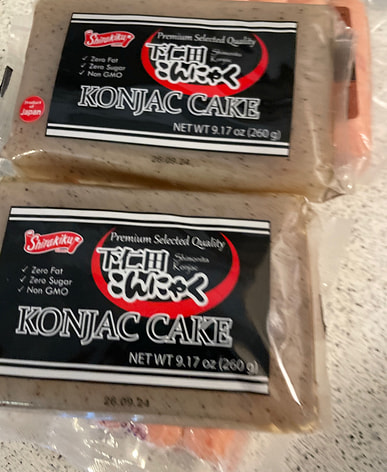 Shirakiku
Premium Selected Quality
下仁田
Shimonita
Konjac
こんにゃく
✓ Zero Fat
✓ Zero Sugar
✓ Non GMO
Product of
Japan
KONJAC CAKE
NET WT 9.17 oz (260 g)
26.09.24
Shirakiku
Premium Selected Quality
下仁田
Shimonita
Konjac
こんにゃく
✓ Zero Fat
✓ Zero Sugar
✓ Non GMO
KONJAC CAKE
NET WT 9.17 oz (260 g)
26.09.24